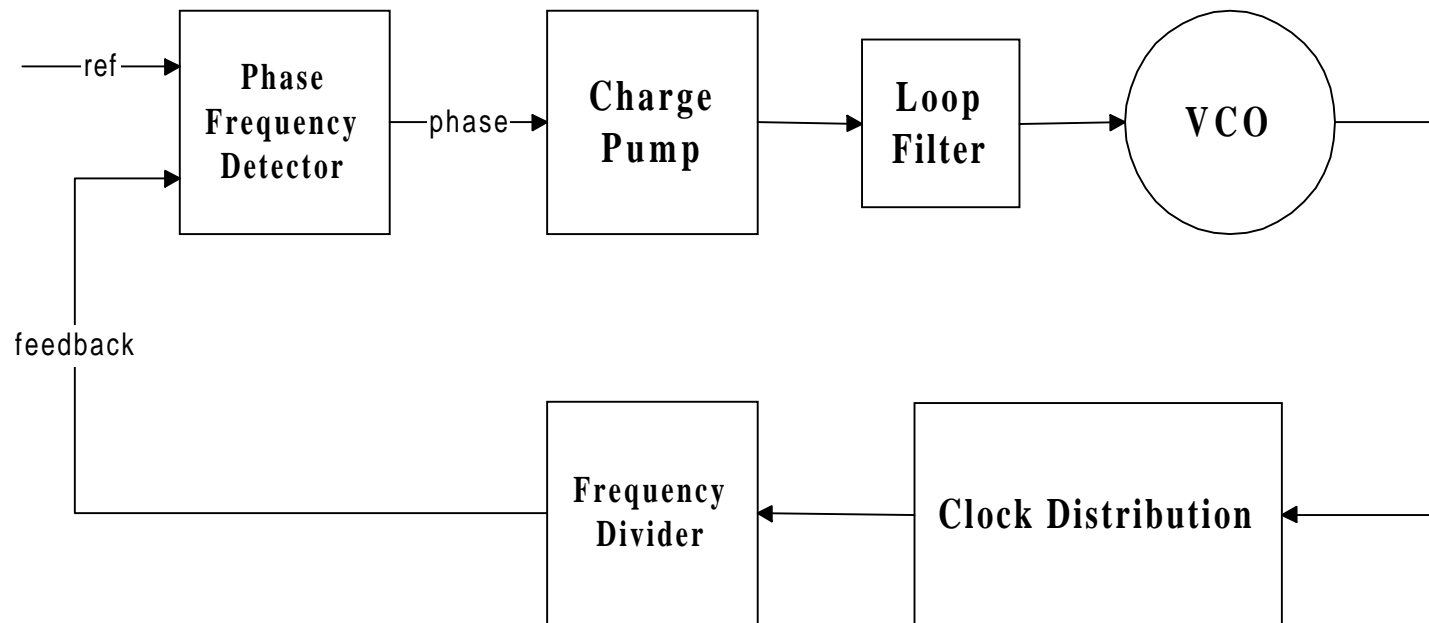 ref
Phase
Frequency
Detector
phase
Charge
Pump
Loop
Filter
VCO
feedback
Frequency
Divider
Clock Distribution